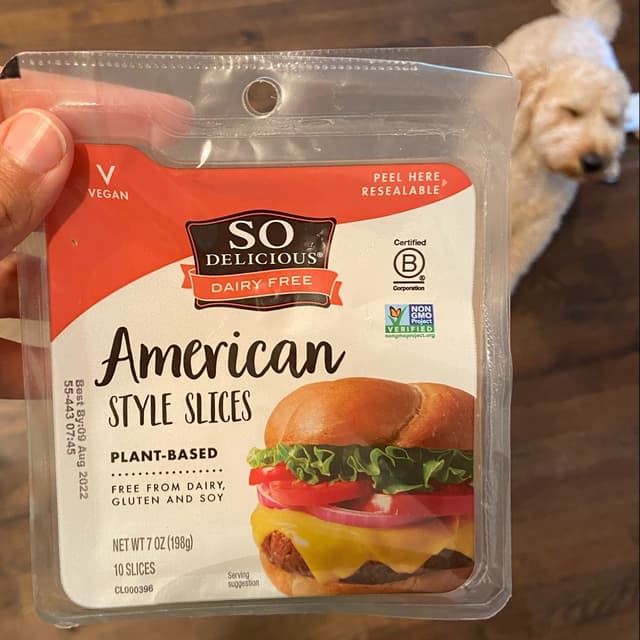 V
VEGAN
PEEL HERE,
RESEALABLE
SO
DELICIOUS®
DAIRY FREE
Certified
B
®
Corporation
NON
GMO
Project
VERIFIED
nongmoproject.org
American
STYLE SLICES
PLANT-BASED
FREE FROM DAIRY,
GLUTEN AND SOY
Best By:09 Aug 2022
55-443 07:45
NET WT 7 OZ (198g)
10 SLICES
CL000396
Serving
suggestion